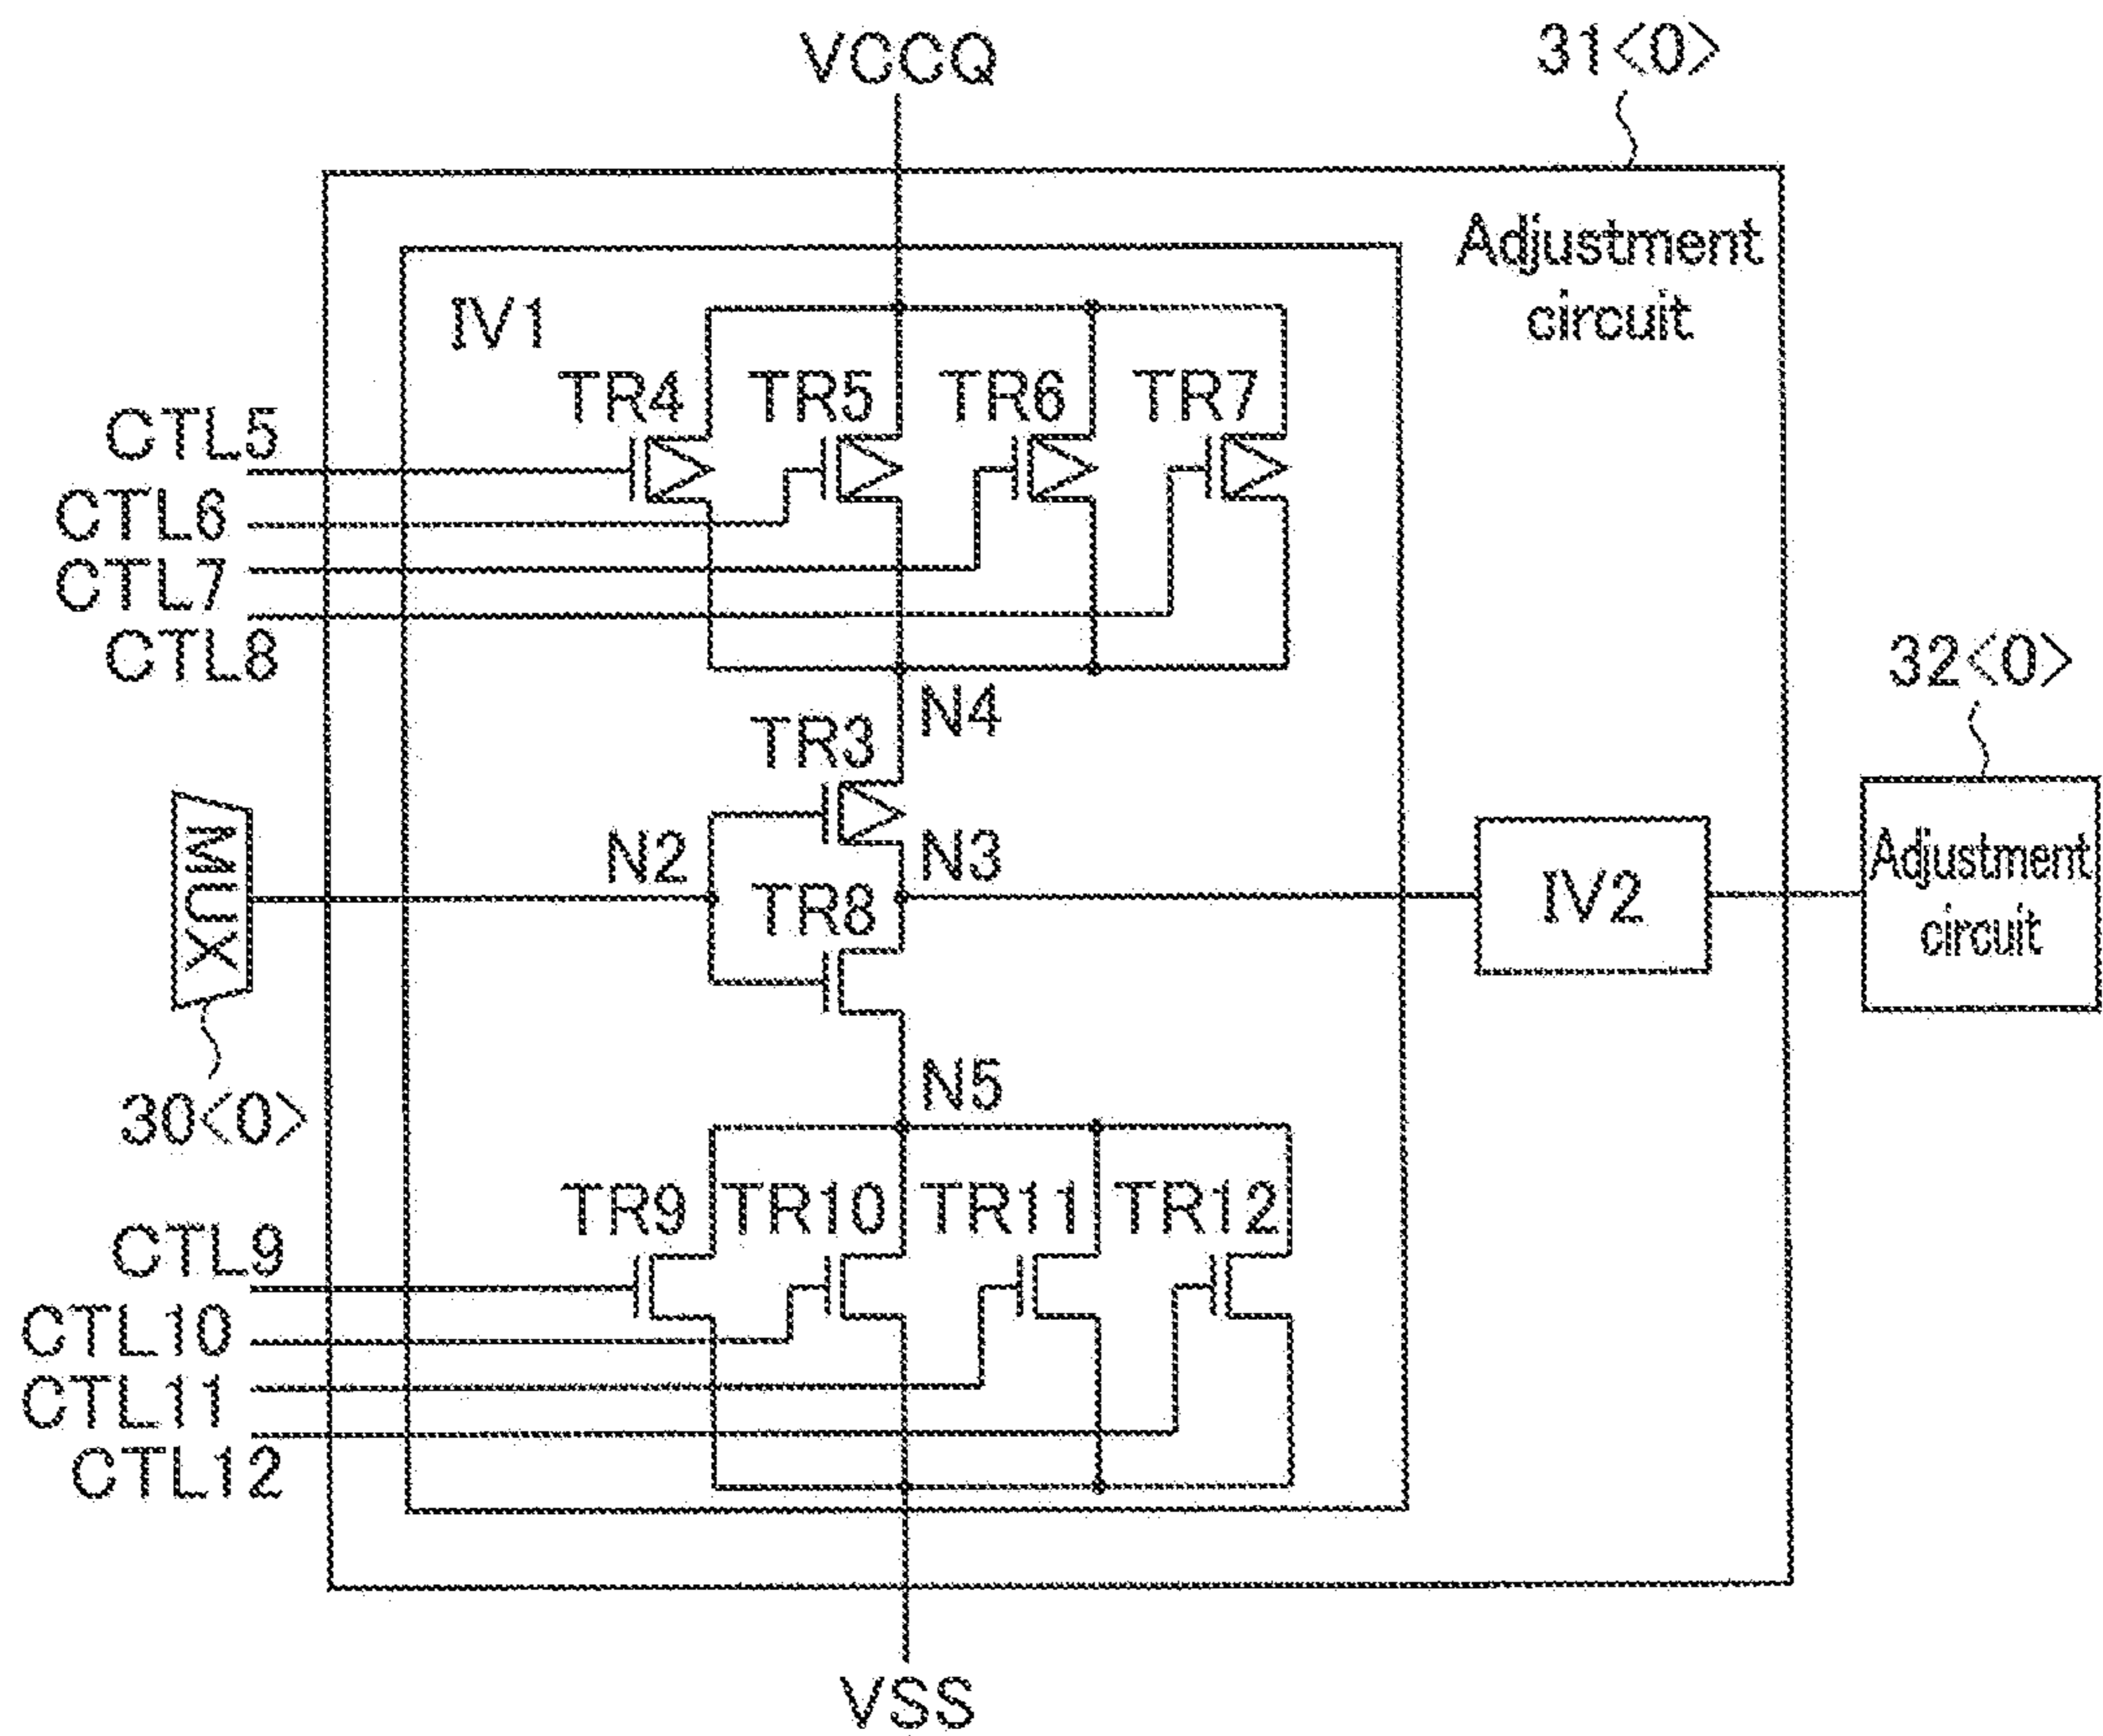 VCCQ
31<0>
Adjustment
circuit
IV1
TR4
TR5
TR6
TR7
CTL5
CTL6
CTL7
CTL8
N4
TR3
32<0>
MUX
N2
N3
TR8
IV2
Adjustment
circuit
30<0>
N5
TR9
TR10
TR11
TR12
CTL9
CTL10
CTL11
CTL12
VSS